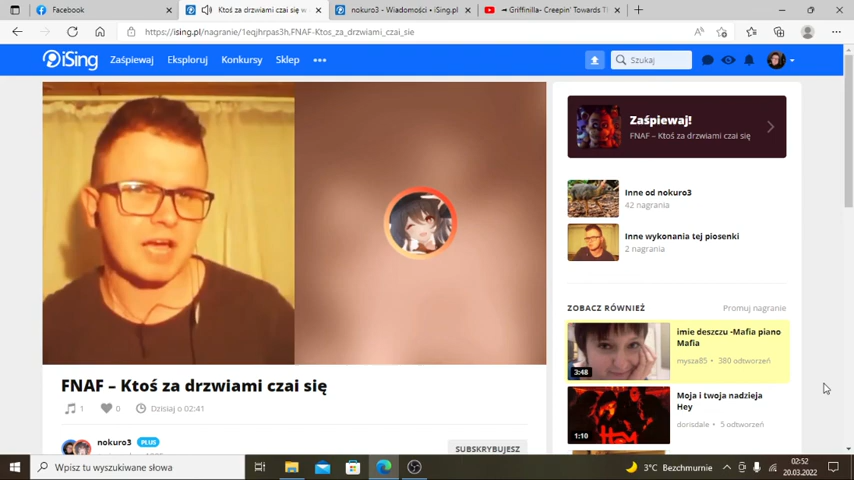 Facebook
Ktoś za drzwiami czai się w
nokuro3 – Wiadomości • iSing.pl
Griffinilla- Creepin' Towards Th
https://ising.pl/nagranie/1eqjhrpas3h,FNAF-Ktos_za_drzwiami_czai_sie
iSing
Zaśpiewaj
Eksploruj
Konkursy
Sklep
Szukaj
Zaśpiewaj!
FNAF – Ktoś za drzwiami czai się
Inne od nokuro3
42 nagrania
Inne wykonania tej piosenki
2 nagrania
ZOBACZ RÓWNIEŻ
Promuj nagranie
imie deszczu -Mafia piano
Mafia
mysza85 • 380 odtworzeń
3:48
Moja i twoja nadzieja
Hey
dorisdale • 5 odtworzeń
1:10
FNAF – Ktoś za drzwiami czai się
1
0
Dzisiaj o 02:41
nokuro3 PLUS
SUBSKRYBUJESZ
Wpisz tu wyszukiwane słowa
3°C Bezchmurnie
02:52
20.03.2022